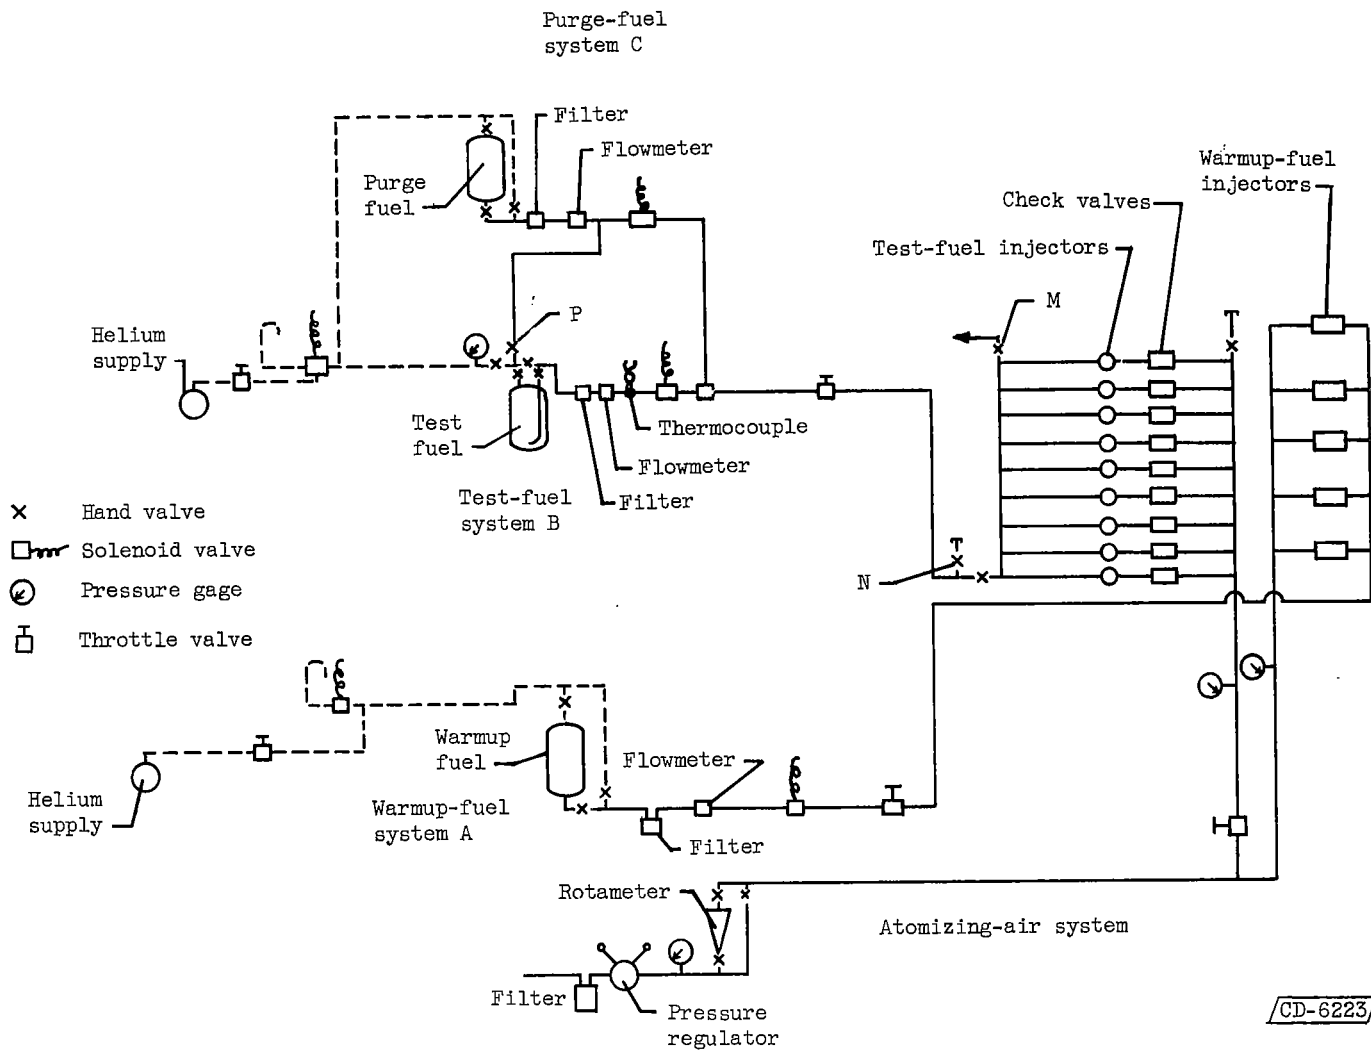 Purge-fuel
system C
Filter
Flowmeter
Purge
fuel
Warmup-fuel
injectors
Check valves
Test-fuel injectors
M
P
Helium
supply
Test
fuel
Thermocouple
Flowmeter
Filter
Test-fuel
system B
Hand valve
Solenoid valve
Pressure gage
Throttle valve
N
Warmup
fuel
Flowmeter
Helium
supply
Warmup-fuel
system A
Filter
Rotameter
Atomizing-air system
Filter
Pressure
regulator
CD-6223